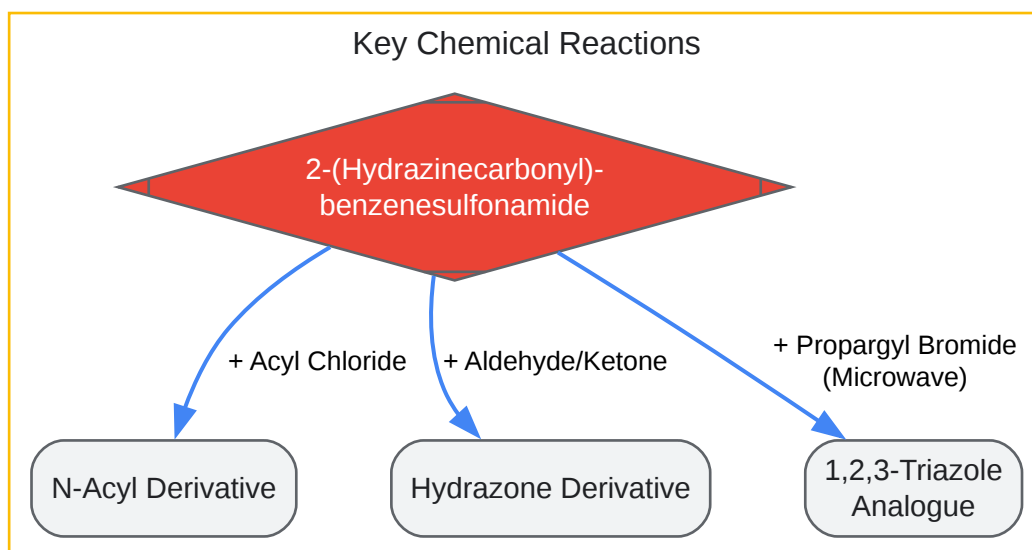 Key Chemical Reactions
2-(Hydrazinecarbonyl)-
benzenesulfonamide
+ Acyl Chloride
+ Aldehyde/Ketone
+ Propargyl Bromide
(Microwave)
N-Acyl Derivative
Hydrazone Derivative
1,2,3-Triazole
Analogue